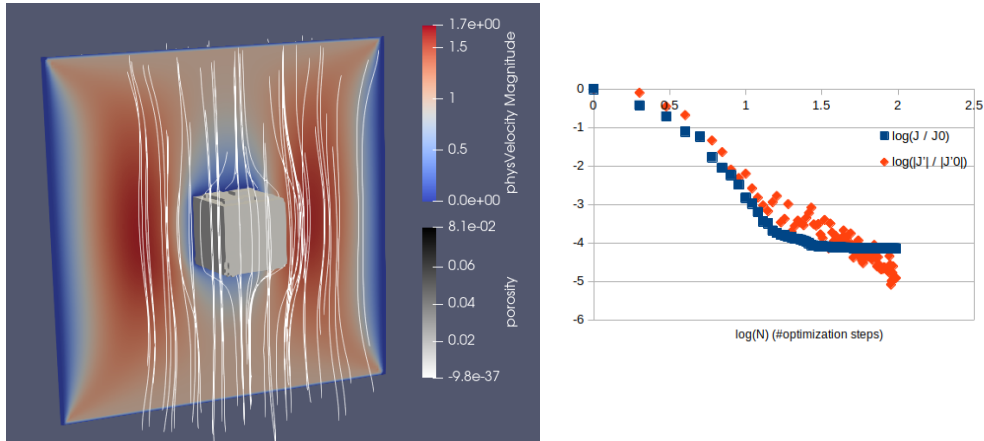 1.7e+00
1.5
1
0.5
0.0e+00
physVelocity Magnitude
8.1e-02
0.06
0.04
0.02
-9.8e-37
porosity
0
-1
-2
-3
-4
-5
-6
0
0.5
1
1.5
2
2.5
log(J / J0)
log(|J'| / |J'0|)
log(N) (#optimization steps)